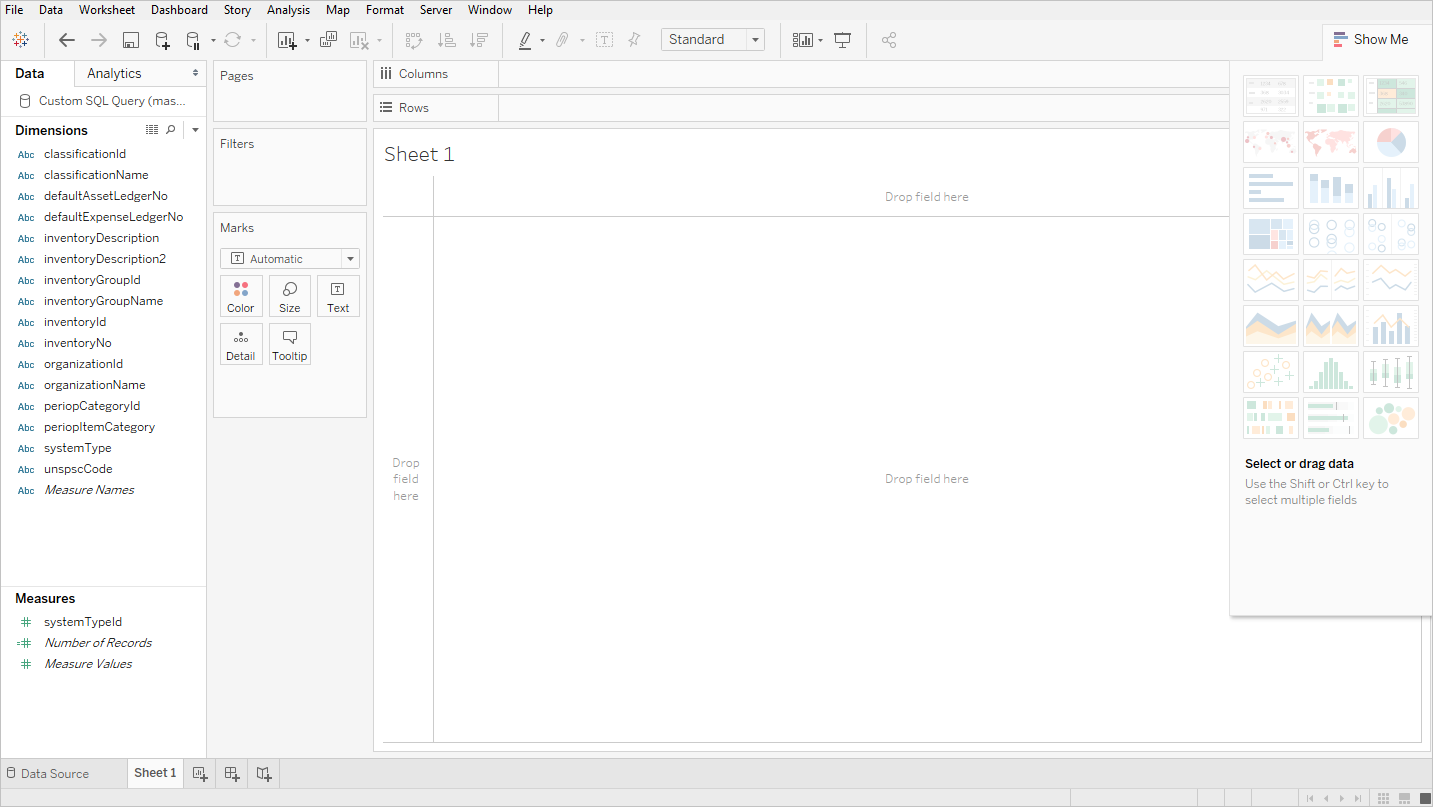 File Data Worksheet Dashboard Story Analysis Map Format Server Window Help
Standard
Show Me
Data Analytics
Custom SQL Query (mas...
Dimensions
Abc classificationId
Abc classificationName
Abc defaultAssetLedgerNo
Abc defaultExpenseLedgerNo
Abc inventoryDescription
Abc inventoryDescription2
Abc inventoryGroupId
Abc inventoryGroupName
Abc inventoryId
Abc inventoryNo
Abc organizationId
Abc organizationName
Abc periopCategoryId
Abc periopItemCategory
Abc systemType
Abc unspscCode
Abc Measure Names
Measures
# systemTypeId
=# Number of Records
# Measure Values
Pages
Filters
Marks
T Automatic
Color Size Text
Detail Tooltip
Columns
Rows
Sheet 1
Drop field here
Drop
field
here
Drop field here
Select or drag data
Use the Shift or Ctrl key to
select multiple fields
Data Source Sheet 1